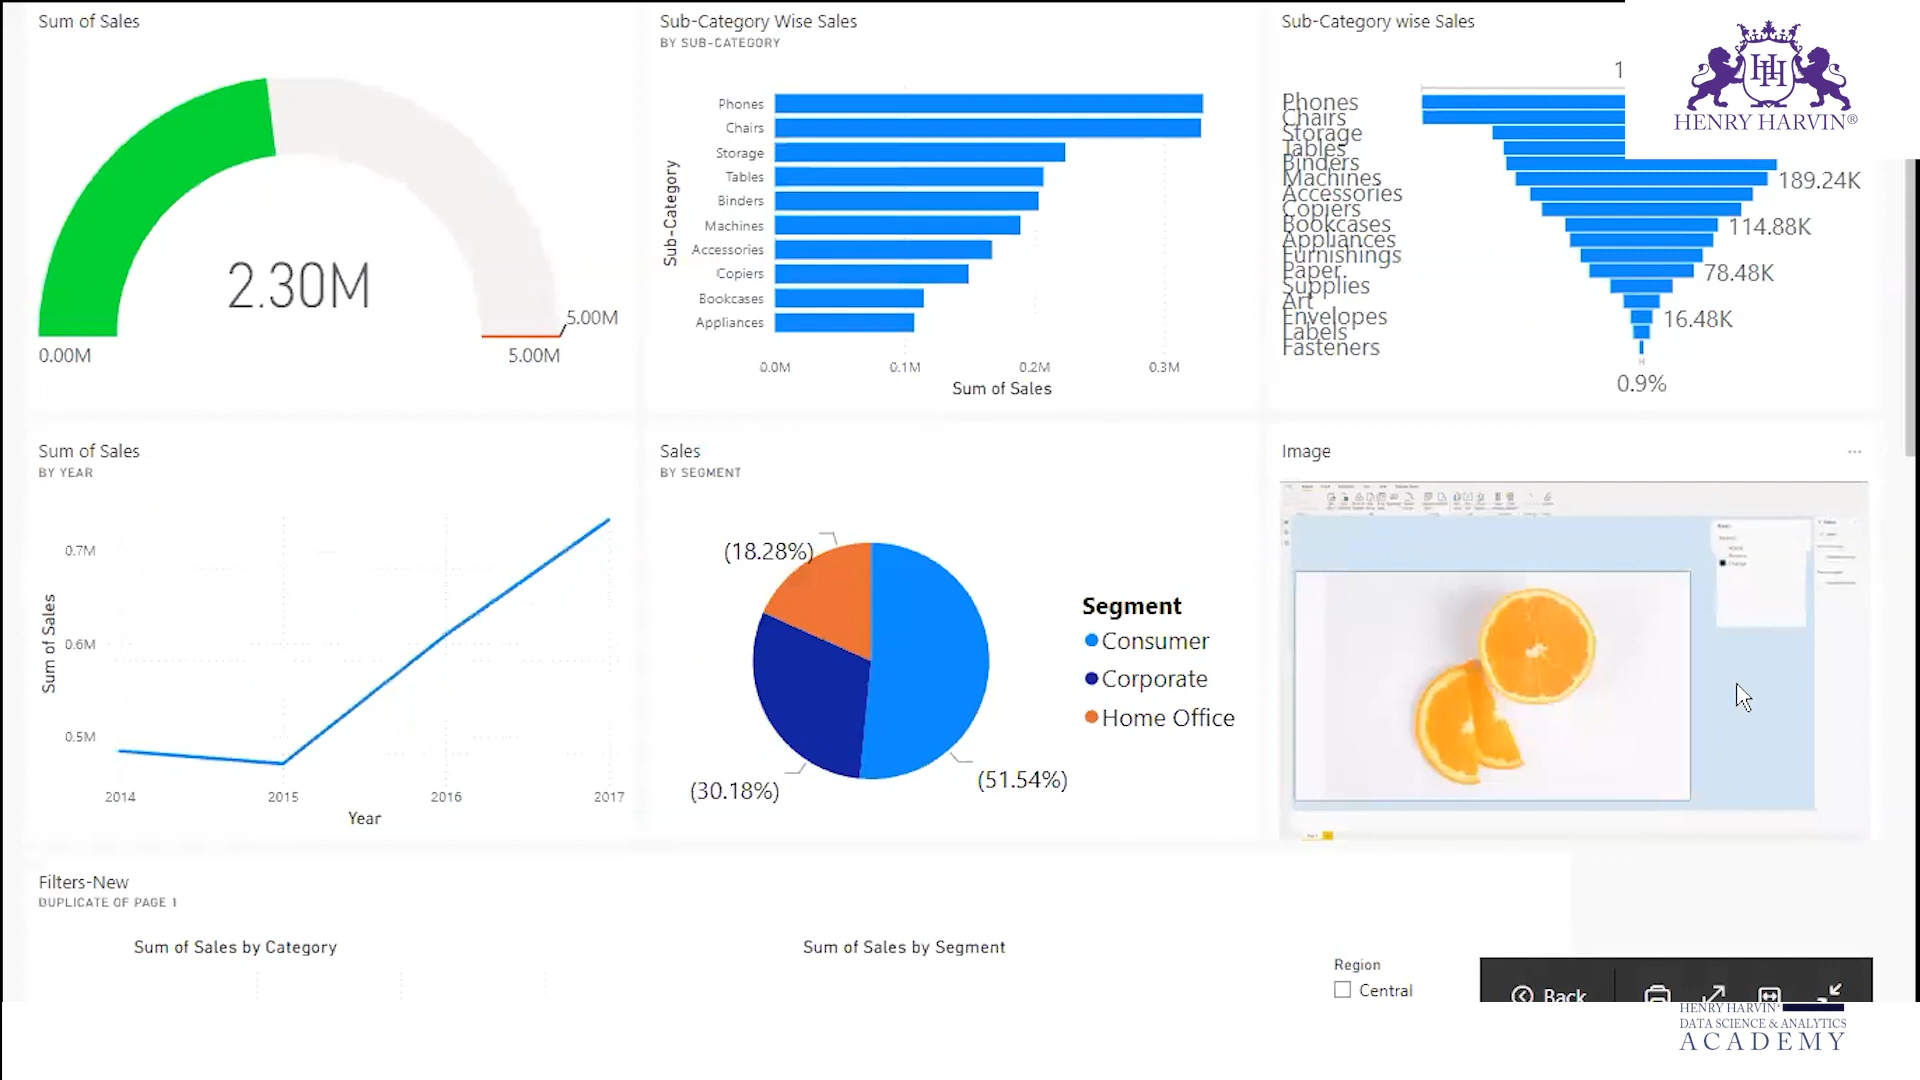 Sum of Sales
2.30M
0.00M
5.00M
5.00M
Sub-Category Wise Sales
BY SUB-CATEGORY
Sub-Category
Phones
Chairs
Storage
Tables
Binders
Machines
Accessories
Copiers
Bookcases
Appliances
0.0M 0.1M 0.2M 0.3M
Sum of Sales
Sub-Category wise Sales
1
Phones
Chairs
Storage
Tables
Binders
Machines
Accessories
Copiers
Bookcases
Appliances
Furnishings
Paper
Supplies
Art
Envelopes
Labels
Fasteners
189.24K
114.88K
78.48K
16.48K
0.9%
HH
HENRY HARVIN®
Sum of Sales
BY YEAR
Sum of Sales
0.7M
0.6M
0.5M
2014 2015 2016 2017
Year
Sales
BY SEGMENT
(18.28%)
(30.18%)
(51.54%)
Segment
Consumer
Corporate
Home Office
Image
...
Filters-New
DUPLICATE OF PAGE 1
Sum of Sales by Category
Sum of Sales by Segment
Region
Central
Back
HENRY HARVIN®
DATA SCIENCE & ANALYTICS
ACADEMY